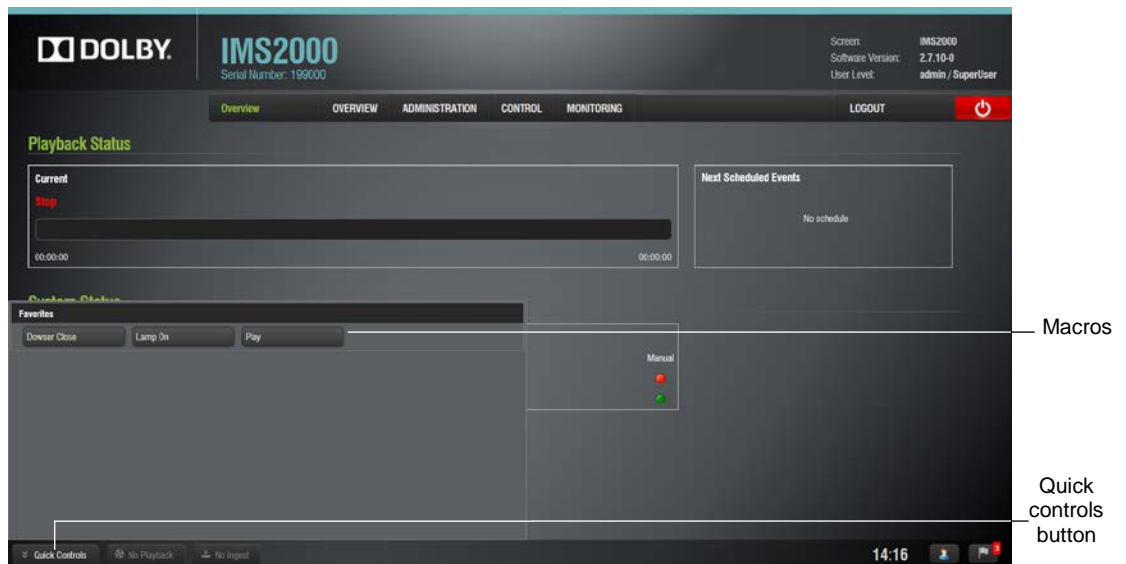 DOLBY.
IMS2000
Serial Number: 199000
Screen: IMS2000
Software Version: 2.7.10-0
User Level: admin / SuperUser
Overview OVERVIEW ADMINISTRATION CONTROL MONITORING LOGOUT
Playback Status
Current
Stop
00:00:00 00:00:00
Next Scheduled Events
No schedule
System Status
Favorites
Dowser Close Lamp On Play
Macros
Manual
Quick
controls
button
Quick Controls No Playback No Ingest 14:16 3